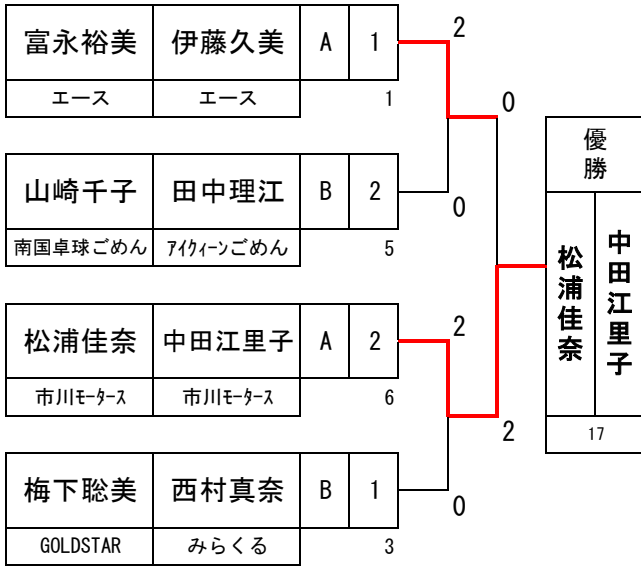 富永裕美 伊藤久美 A 1
エース エース 1
2
0
山崎千子 田中理江 B 2
南国卓球ごめん アイクィーンごめん 5
0
松浦佳奈 中田江里子 A 2
市川モータース 市川モータース 6
2
2
梅下聡美 西村真奈 B 1
GOLDSTAR みらくる 3
0
優勝
松浦佳奈
中田江里子
17